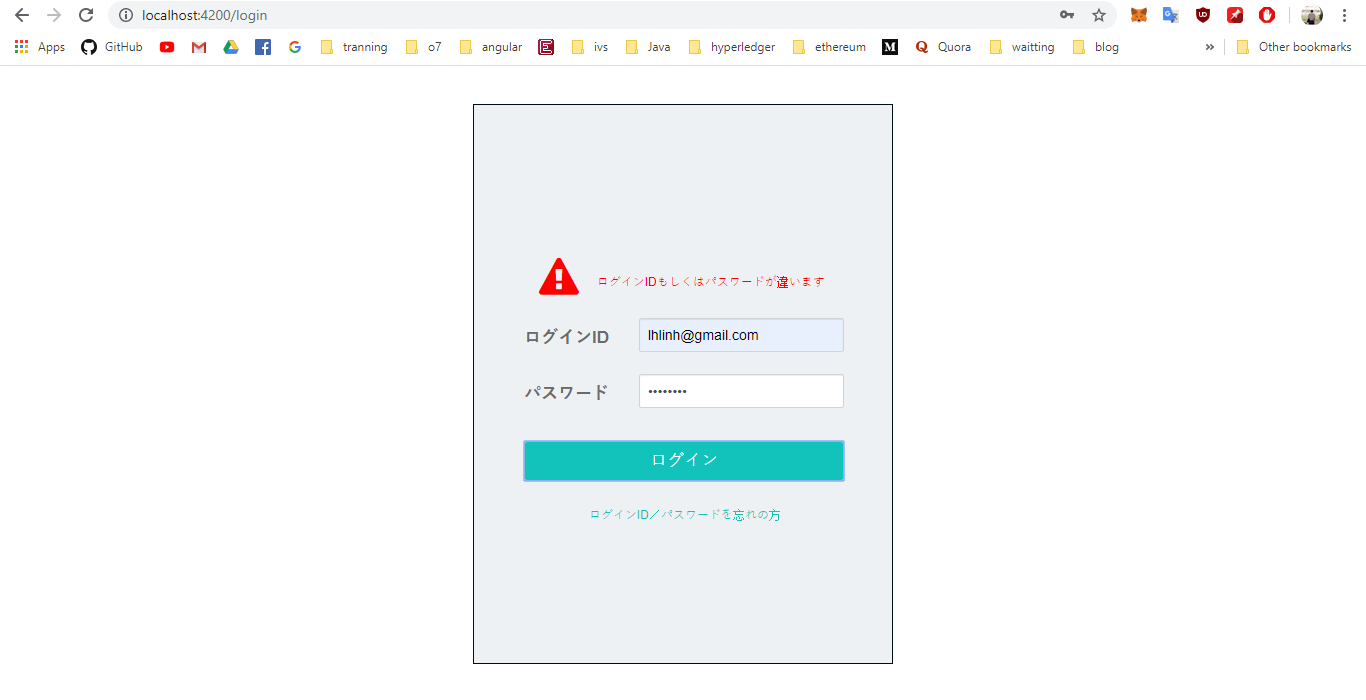 localhost:4200/login
Apps GitHub tranning o7 angular ivs Java hyperledger ethereum M Quora waitting blog » Other bookmarks
ログインIDもしくはパスワードが違います
ログインID lhlinh@gmail.com
パスワード ••••••••
ログイン
ログインID／パスワードを忘れの方